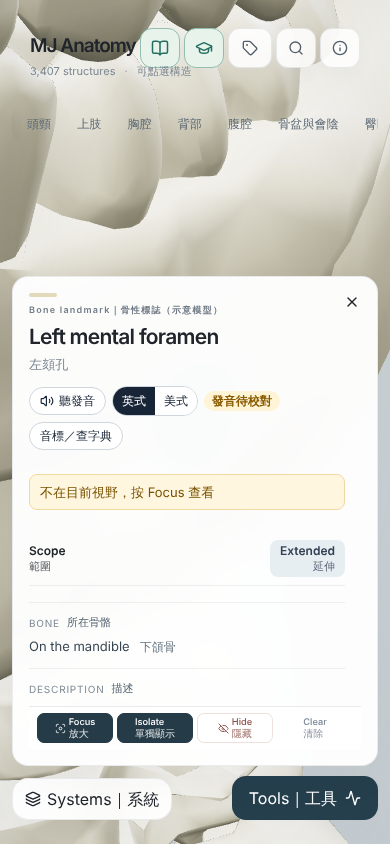 MJ Anatomy
3,407 structures · 可點選構造
頭頸 上肢 胸腔 背部 腹腔 骨盆與會陰 臀
Bone landmark｜骨性標誌（示意模型）
Left mental foramen
左頦孔
聽發音 英式 美式 發音待校對
音標／查字典
不在目前視野，按 Focus 查看
Scope Extended
範圍 延伸
BONE 所在骨骼
On the mandible 下頜骨
DESCRIPTION 描述
Focus Isolate Hide Clear
放大 單獨顯示 隱藏 清除
Systems｜系統 Tools｜工具